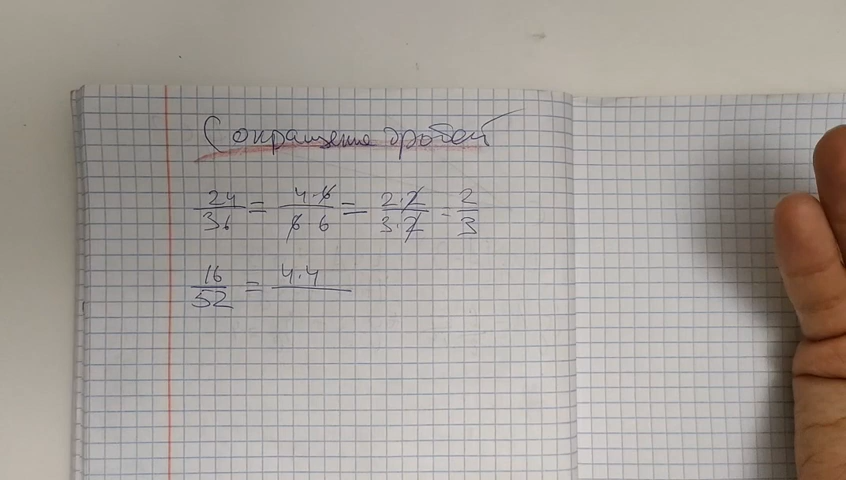 Сокращение дробей
24/36 = 4·6/6 6 = 2·2/3·2 = 2/3
16/52 = 4·4/